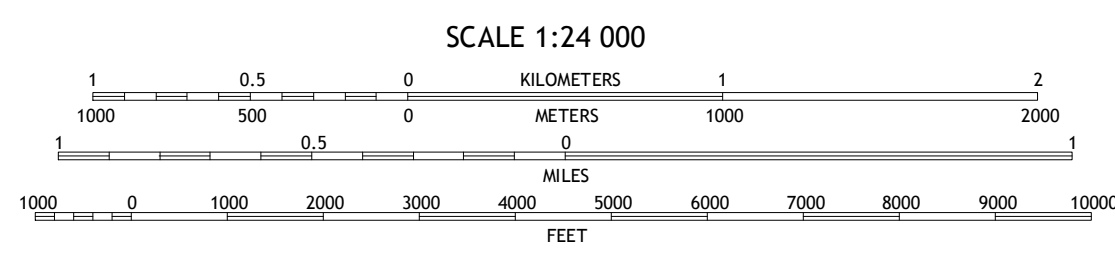 SCALE 1:24 000
1 0.5 0 KILOMETERS 1 2
1000 500 0 METERS 1000 2000
1 0.5 0 1
MILES
1000 0 1000 2000 3000 4000 5000 6000 7000 8000 9000 10000
FEET